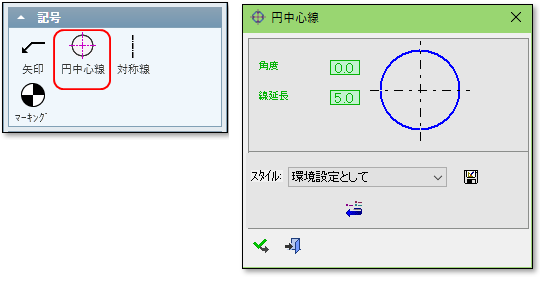 記号
矢印
円中心線
対称線
マーキング
円中心線
角度
0.0
線延長
5.0
スタイル:
環境設定として